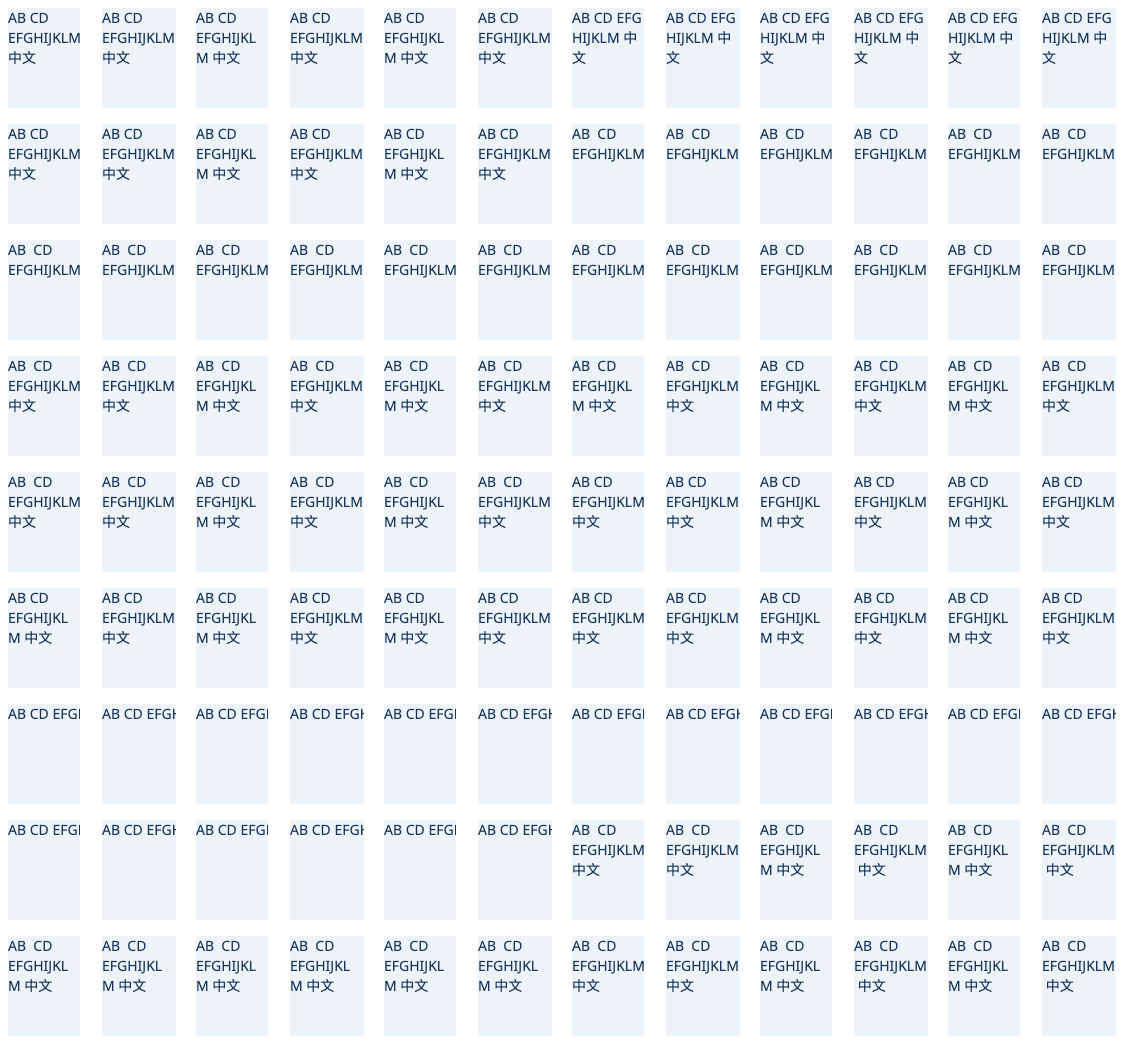 AB CD AB CD AB CD AB CD AB CD AB CD AB CD EFG AB CD EFG AB CD EFG AB CD EFG AB CD EFG AB CD EFG
EFGHIJKLM EFGHIJKLM EFGHIJKL EFGHIJKLM EFGHIJKL EFGHIJKLM HIJKLM 中 HIJKLM 中 HIJKLM 中 HIJKLM 中 HIJKLM 中 HIJKLM 中
中文 中文 M 中文 中文 M 中文 中文 文 文 文 文 文 文
AB CD AB CD AB CD AB CD AB CD AB CD AB CD AB CD AB CD AB CD AB CD AB CD
EFGHIJKLM EFGHIJKLM EFGHIJKL EFGHIJKLM EFGHIJKL EFGHIJKLM EFGHIJKLM EFGHIJKLM EFGHIJKLM EFGHIJKLM EFGHIJKLM EFGHIJKLM
中文 中文 M 中文 中文 M 中文 中文
AB CD AB CD AB CD AB CD AB CD AB CD AB CD AB CD AB CD AB CD AB CD AB CD
EFGHIJKLM EFGHIJKLM EFGHIJKLM EFGHIJKLM EFGHIJKLM EFGHIJKLM EFGHIJKLM EFGHIJKLM EFGHIJKLM EFGHIJKLM EFGHIJKLM EFGHIJKLM
AB CD AB CD AB CD AB CD AB CD AB CD AB CD AB CD AB CD AB CD AB CD AB CD
EFGHIJKLM EFGHIJKLM EFGHIJKL EFGHIJKLM EFGHIJKL EFGHIJKLM EFGHIJKL EFGHIJKLM EFGHIJKL EFGHIJKLM EFGHIJKL EFGHIJKLM
中文 中文 M 中文 中文 M 中文 中文 M 中文 中文 M 中文 中文 M 中文 中文
AB CD AB CD AB CD AB CD AB CD AB CD AB CD AB CD AB CD AB CD AB CD AB CD
EFGHIJKLM EFGHIJKLM EFGHIJKL EFGHIJKLM EFGHIJKL EFGHIJKLM EFGHIJKLM EFGHIJKLM EFGHIJKL EFGHIJKLM EFGHIJKL EFGHIJKLM
中文 中文 M 中文 中文 M 中文 中文 中文 中文 M 中文 中文 M 中文 中文
AB CD AB CD AB CD AB CD AB CD AB CD AB CD AB CD AB CD AB CD AB CD AB CD
EFGHIJKL EFGHIJKLM EFGHIJKL EFGHIJKLM EFGHIJKL EFGHIJKLM EFGHIJKLM EFGHIJKLM EFGHIJKL EFGHIJKLM EFGHIJKL EFGHIJKLM
M 中文 中文 M 中文 中文 M 中文 中文 中文 中文 M 中文 中文 M 中文 中文
AB CD EFG AB CD EFG AB CD EFG AB CD EFG AB CD EFG AB CD EFG AB CD EFG AB CD EFG AB CD EFG AB CD EFG AB CD EFG AB CD EFG
AB CD EFG AB CD EFG AB CD EFG AB CD EFG AB CD EFG AB CD EFG AB CD AB CD AB CD AB CD AB CD AB CD
EFGHIJKLM EFGHIJKLM EFGHIJKL EFGHIJKLM EFGHIJKL EFGHIJKLM
中文 中文 M 中文 中文 M 中文 中文
AB CD AB CD AB CD AB CD AB CD AB CD AB CD AB CD AB CD AB CD AB CD AB CD
EFGHIJKL EFGHIJKL EFGHIJKL EFGHIJKL EFGHIJKL EFGHIJKL EFGHIJKLM EFGHIJKLM EFGHIJKL EFGHIJKLM EFGHIJKL EFGHIJKLM
M 中文 M 中文 M 中文 M 中文 M 中文 M 中文 中文 中文 M 中文 中文 M 中文 中文